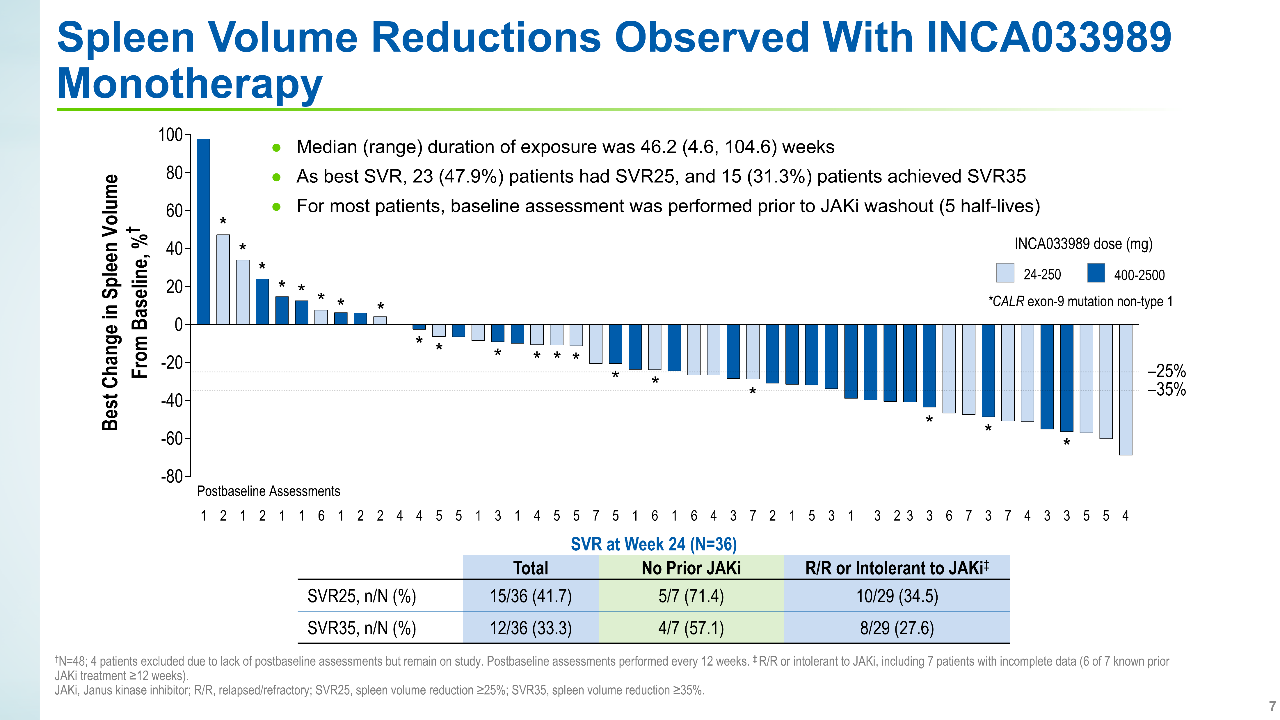 Spleen Volume Reductions Observed With INCA033989
Monotherapy
● Median (range) duration of exposure was 46.2 (4.6, 104.6) weeks
● As best SVR, 23 (47.9%) patients had SVR25, and 15 (31.3%) patients achieved SVR35
● For most patients, baseline assessment was performed prior to JAKi washout (5 half-lives)
Best Change in Spleen Volume
From Baseline, %†
100
80
60
40
20
0
-20
-40
-60
-80
INCA033989 dose (mg)
24-250 400-2500
*CALR exon-9 mutation non-type 1
–25%
–35%
Postbaseline Assessments
1 2 1 2 1 1 6 1 2 2 4 4 5 5 1 3 1 4 5 5 7 5 1 6 1 6 4 3 7 2 1 5 3 1 3 2 3 3 6 7 3 7 4 3 3 5 5 4
SVR at Week 24 (N=36)
Total No Prior JAKi R/R or Intolerant to JAKi‡
SVR25, n/N (%) 15/36 (41.7) 5/7 (71.4) 10/29 (34.5)
SVR35, n/N (%) 12/36 (33.3) 4/7 (57.1) 8/29 (27.6)
†N=48; 4 patients excluded due to lack of postbaseline assessments but remain on study. Postbaseline assessments performed every 12 weeks. ‡R/R or intolerant to JAKi, including 7 patients with incomplete data (6 of 7 known prior
JAKi treatment ≥12 weeks).
JAKi, Janus kinase inhibitor; R/R, relapsed/refractory; SVR25, spleen volume reduction ≥25%; SVR35, spleen volume reduction ≥35%.
7